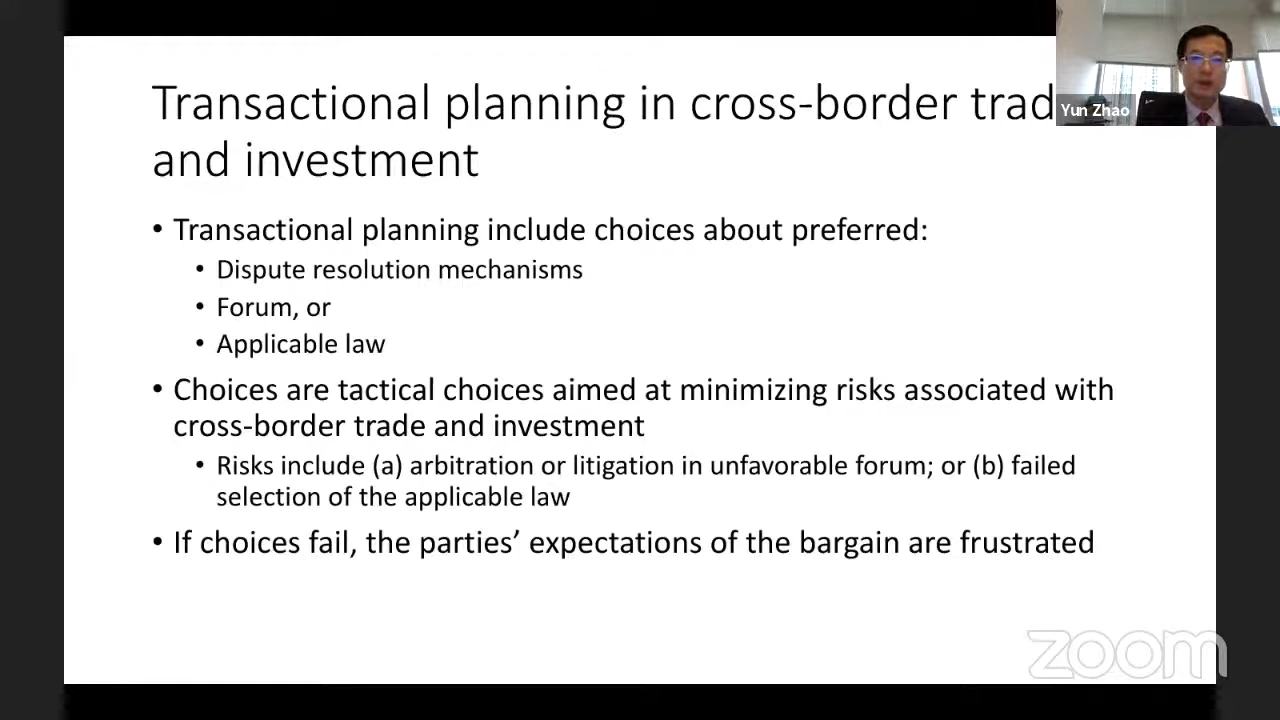 Transactional planning in cross-border trad
and investment
Yun Zhao
• Transactional planning include choices about preferred:
• Dispute resolution mechanisms
• Forum, or
• Applicable law
• Choices are tactical choices aimed at minimizing risks associated with
cross-border trade and investment
• Risks include (a) arbitration or litigation in unfavorable forum; or (b) failed
selection of the applicable law
• If choices fail, the parties’ expectations of the bargain are frustrated
zoom